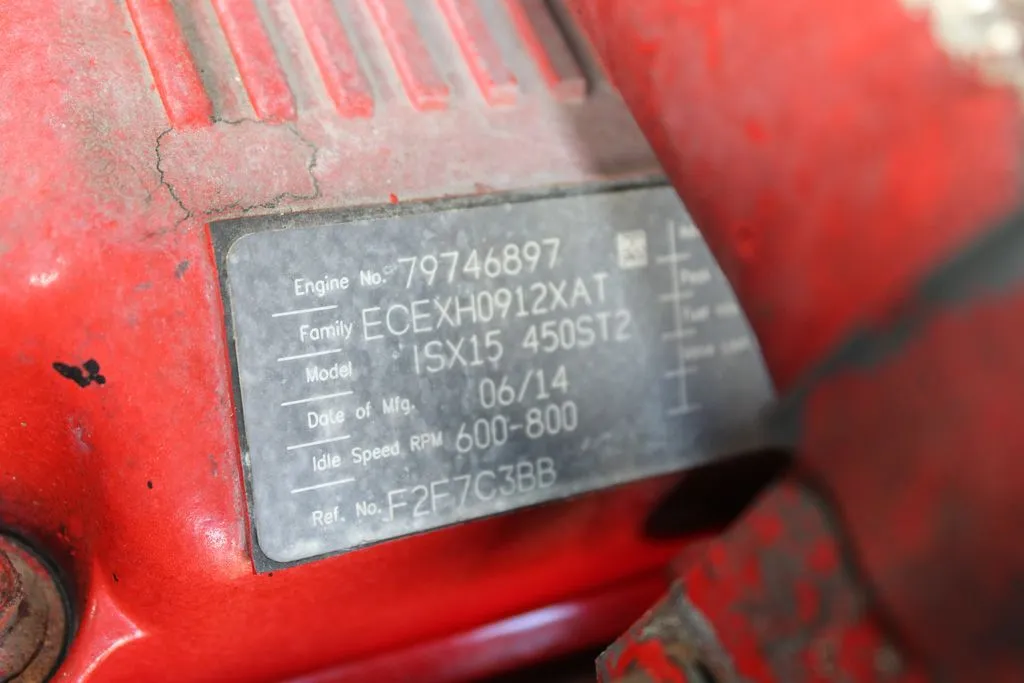 Engine No. 79746897
Family ECEXH0912XAT
Model ISX15 450ST2
Date of Mfg. 06/14
Idle Speed RPM 600-800
Ref. No. F2F7C3BB